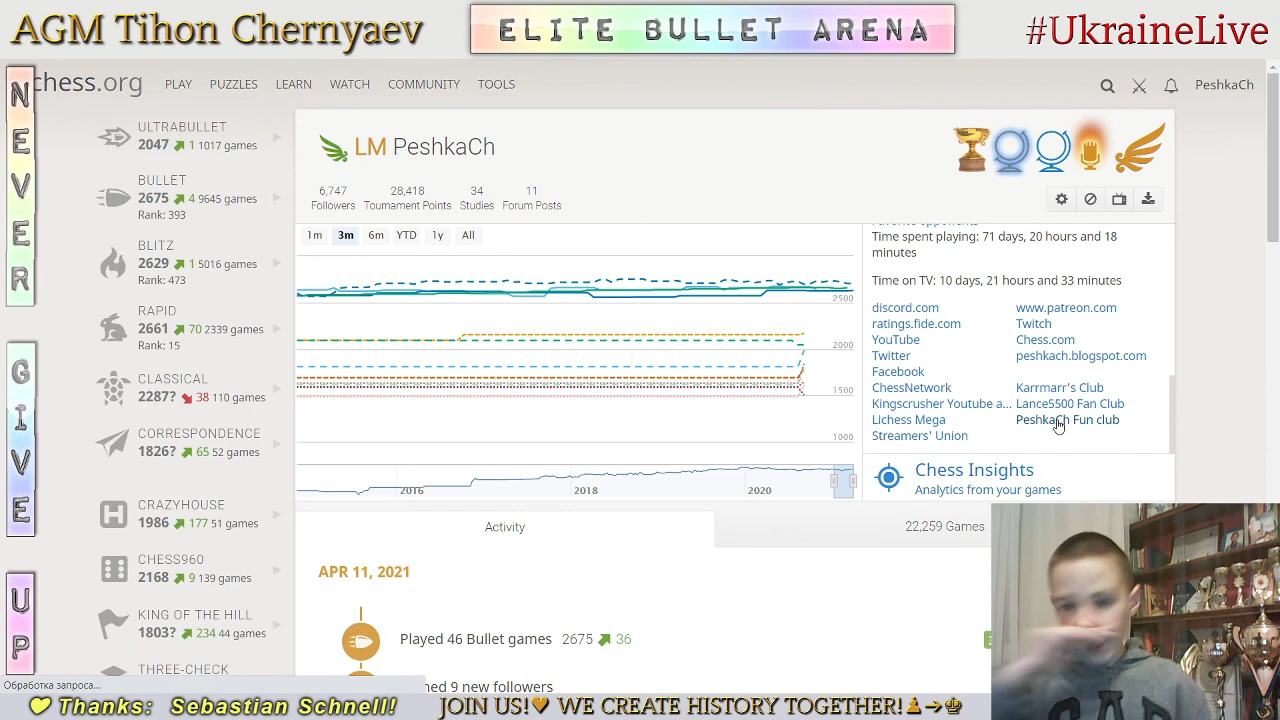 AGM Tihon Chernyaev
ELITE BULLET ARENA
#UkraineLive
NEVER
GIVE
UP
chess.org
PLAY PUZZLES LEARN WATCH COMMUNITY TOOLS
PeshkaCh
ULTRABULLET
2047 1 1017 games
BULLET
2675 4 9645 games
Rank: 393
BLITZ
2629 1 5016 games
Rank: 473
RAPID
2661 70 2339 games
Rank: 15
CLASSICAL
2287? 38 110 games
CORRESPONDENCE
1826? 65 52 games
CRAZYHOUSE
1986 177 51 games
CHESS960
2168 9 139 games
KING OF THE HILL
1803? 234 44 games
THREE-CHECK
LM PeshkaCh
6,747 28,418 34 11
Followers Tournament Points Studies Forum Posts
1m 3m 6m YTD 1y All
2500
2000
1500
1000
2016 2018 2020
Time spent playing: 71 days, 20 hours and 18
minutes
Time on TV: 10 days, 21 hours and 33 minutes
discord.com www.patreon.com
ratings.fide.com Twitch
YouTube Chess.com
Twitter peshkach.blogspot.com
Facebook
ChessNetwork Karrmarr's Club
Kingscrusher Youtube a... Lance5500 Fan Club
Lichess Mega PeshkaCh Fun club
Streamers' Union
Chess Insights
Analytics from your games
Activity 22,259 Games
APR 11, 2021
Played 46 Bullet games 2675 36
ned 9 new followers
Обработка запроса...
Thanks: Sebastian Schnell!
JOIN US!♥ WE CREATE HISTORY TOGETHER!♟→♚